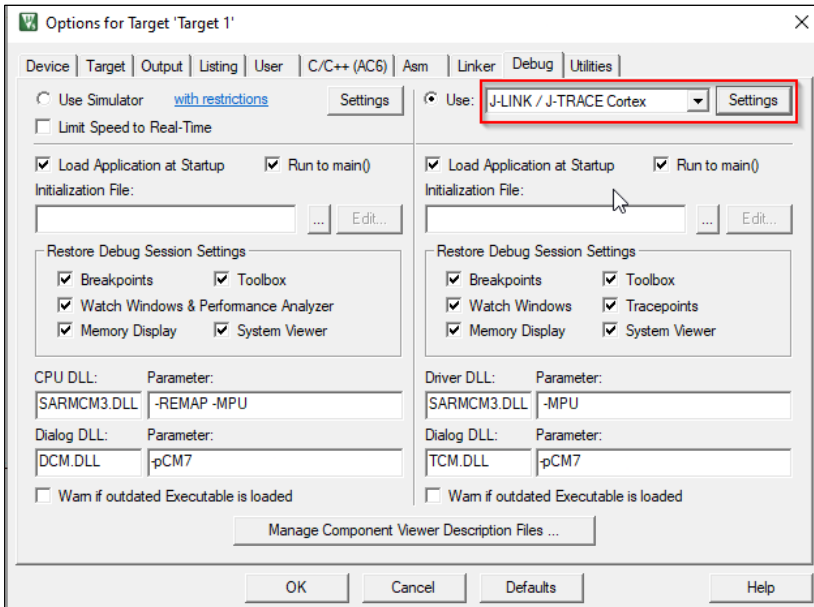 Options for Target 'Target 1'
Device Target Output Listing User C/C++ (AC6) Asm Linker Debug Utilities
Use Simulator with restrictions Settings
Limit Speed to Real-Time
Load Application at Startup Run to main()
Initialization File:
... Edit...
Restore Debug Session Settings
Breakpoints Toolbox
Watch Windows & Performance Analyzer
Memory Display System Viewer
CPU DLL: Parameter:
SARMCM3.DLL -REMAP -MPU
Dialog DLL: Parameter:
DCM.DLL -pCM7
Warn if outdated Executable is loaded
Use: J-LINK / J-TRACE Cortex Settings
Load Application at Startup Run to main()
Initialization File:
... Edit...
Restore Debug Session Settings
Breakpoints Toolbox
Watch Windows Tracepoints
Memory Display System Viewer
Driver DLL: Parameter:
SARMCM3.DLL -MPU
Dialog DLL: Parameter:
TCM.DLL -pCM7
Warn if outdated Executable is loaded
Manage Component Viewer Description Files ...
OK Cancel Defaults Help